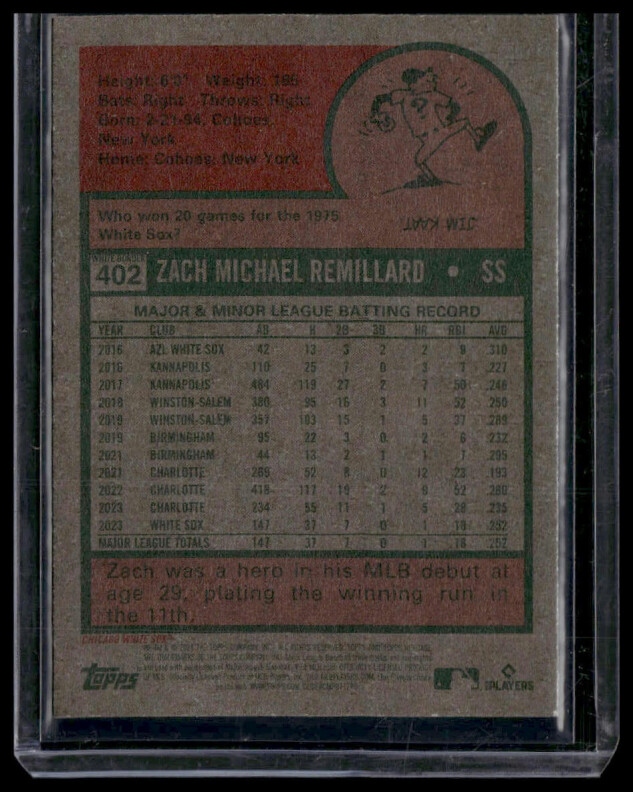 Height: 6'0" Weight: 195
Bats: Right Throws: Right
Born: 2-21-94, Cohoes,
New York
Home: Cohoes, New York
Who won 20 games for the 1975
White Sox?
JIM KAAT
402 ZACH MICHAEL REMILLARD • SS
MAJOR & MINOR LEAGUE BATTING RECORD
YEAR CLUB AB H 2B 3B HR RBI AVG
2016 AZL WHITE SOX 42 13 3 2 2 9 .310
2016 KANNAPOLIS 110 25 7 0 3 7 .227
2017 KANNAPOLIS 484 119 27 2 7 50 .246
2018 WINSTON-SALEM 380 95 16 3 11 52 .250
2019 WINSTON-SALEM 357 103 15 1 5 37 .289
2019 BIRMINGHAM 95 22 3 0 2 6 .232
2021 BIRMINGHAM 44 13 2 1 1 7 .295
2021 CHARLOTTE 269 52 8 0 12 23 .193
2022 CHARLOTTE 418 117 16 2 6 52 .280
2023 CHARLOTTE 234 55 11 1 5 28 .235
2023 WHITE SOX 147 37 7 0 1 18 .252
MAJOR LEAGUE TOTALS 147 37 7 0 1 18 .252
Zach was a hero in his MLB debut at
age 29, plating the winning run in
the 11th.
CHICAGO WHITE SOX
topps
PLAYERS